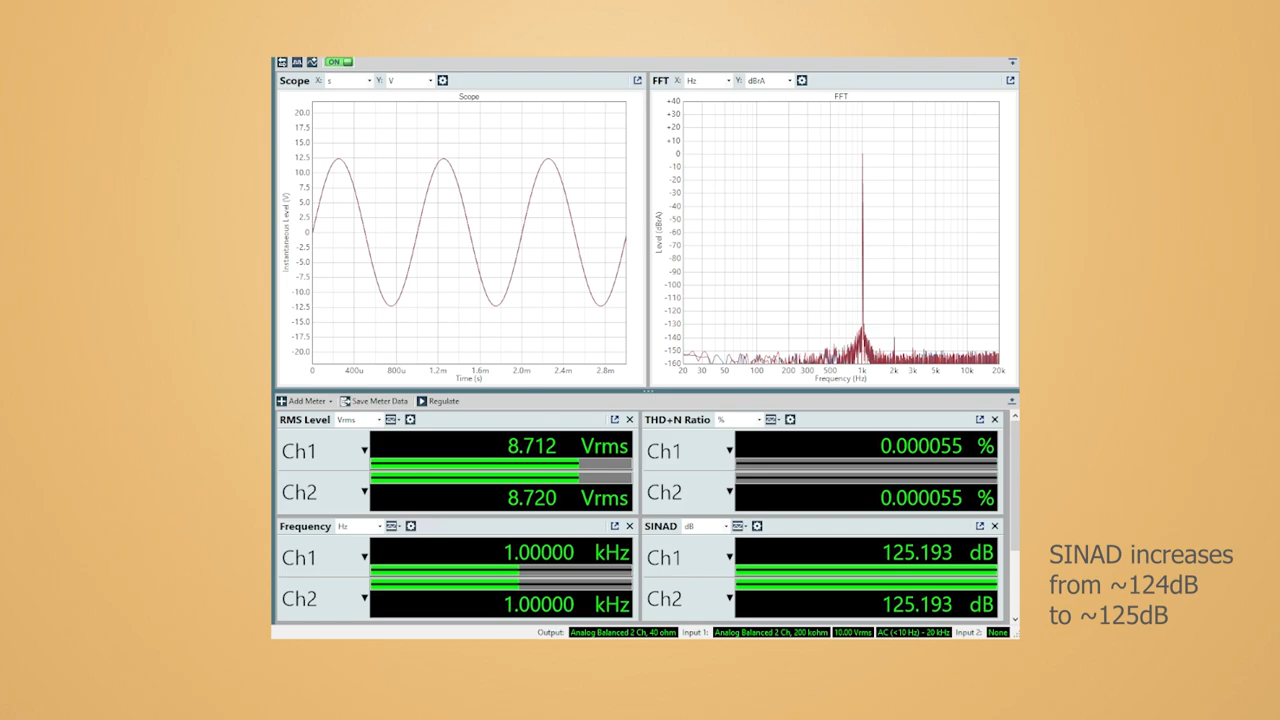 ON
Scope X: s Y: V
FFT X: Hz Y: dBrA
Scope
20.0
17.5
15.0
12.5
10.0
7.5
5.0
2.5
0
-2.5
-5.0
-7.5
-10.0
-12.5
-15.0
-17.5
-20.0
Instantaneous Level (V)
0 400u 800u 1.2m 1.6m 2.0m 2.4m 2.8m
Time (s)
FFT
+40
+30
+20
+10
0
-10
-20
-30
-40
-50
-60
-70
-80
-90
-100
-110
-120
-130
-140
-150
-160
Level (dBrA)
20 30 50 100 200 300 500 1k 2k 3k 5k 10k 20k
Frequency (Hz)
Add Meter Save Meter Data Regulate
RMS Level Vrms
Ch1 8.712 Vrms
Ch2 8.720 Vrms
THD+N Ratio %
Ch1 0.000055 %
Ch2 0.000055 %
Frequency Hz
Ch1 1.00000 kHz
Ch2 1.00000 kHz
SINAD dB
Ch1 125.193 dB
Ch2 125.193 dB
Output: Analog Balanced 2 Ch, 40 ohm Input 1: Analog Balanced 2 Ch, 200 kohm 10.00 Vrms AC (<10 Hz) - 20 kHz Input 2: None
SINAD increases
from ~124dB
to ~125dB